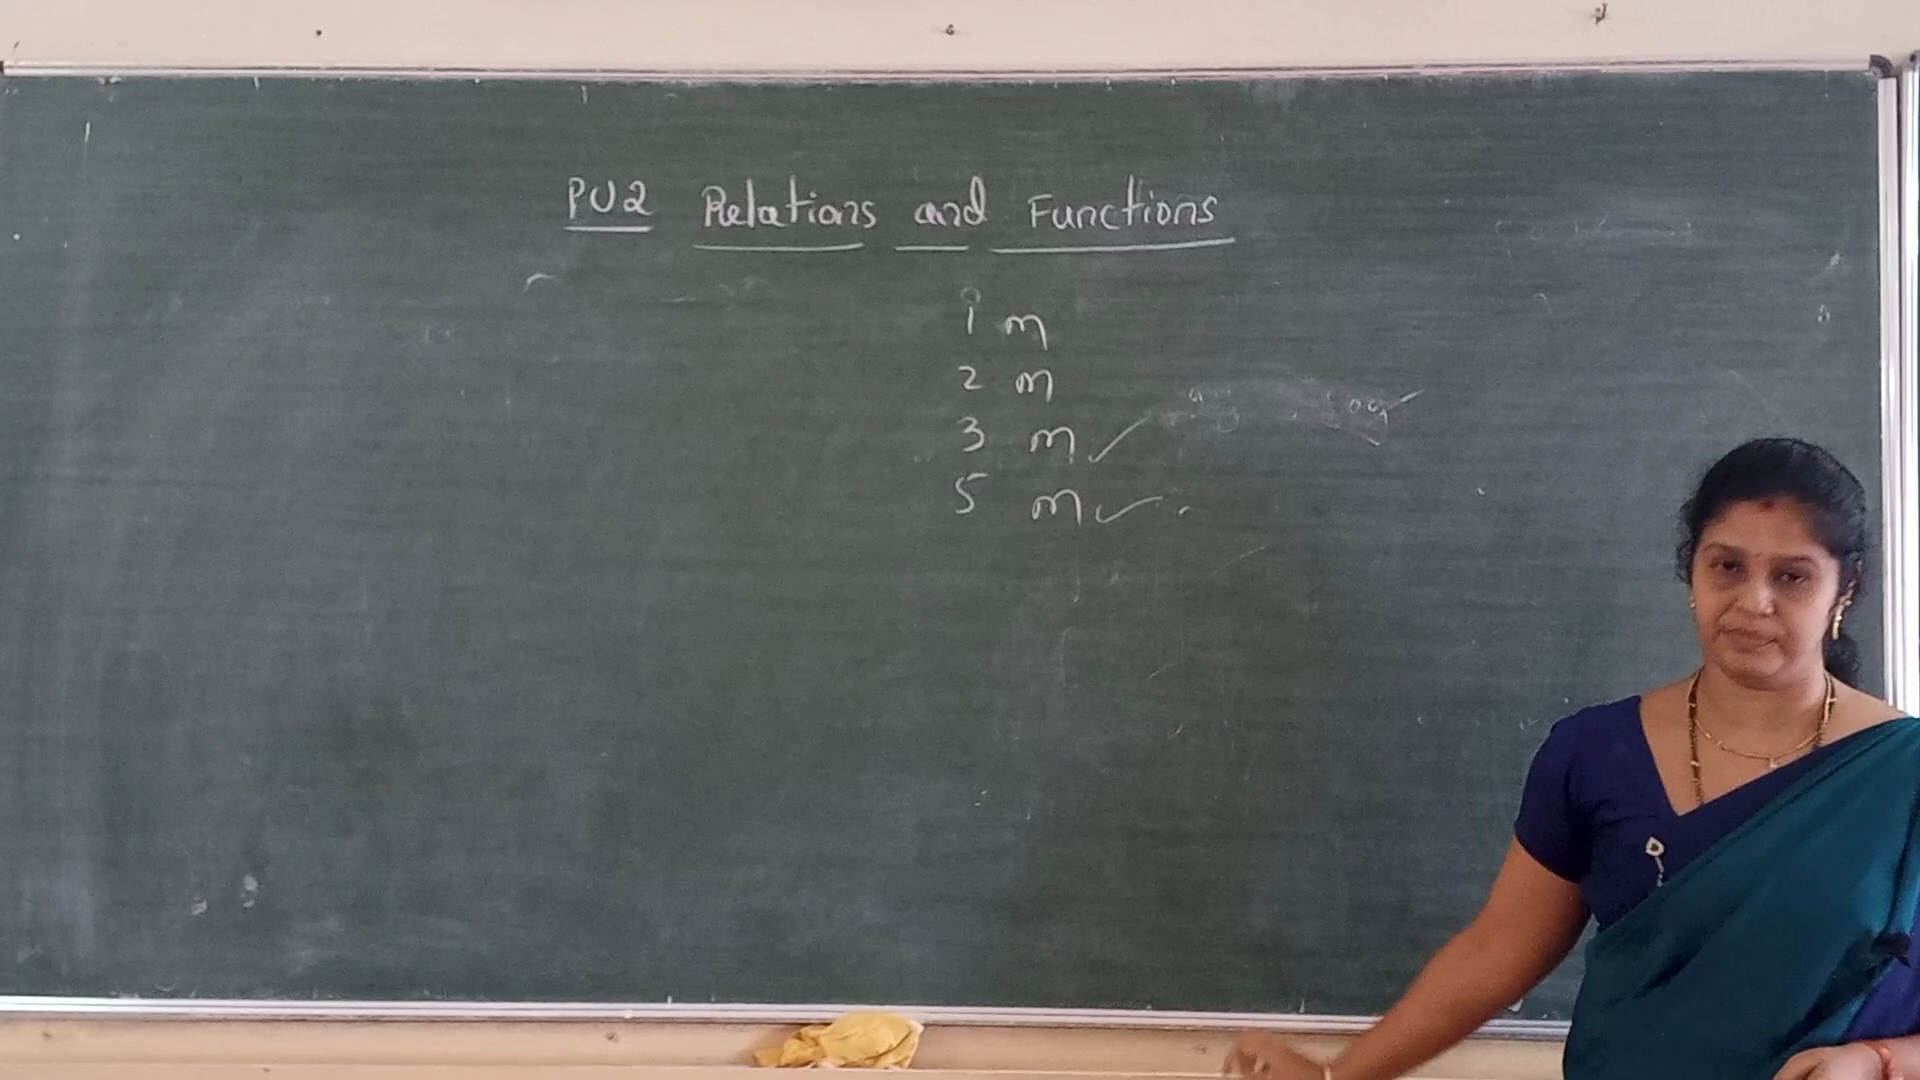 PU2 Relations and Functions
1 m
2 m
3 m ✓
5 m ✓